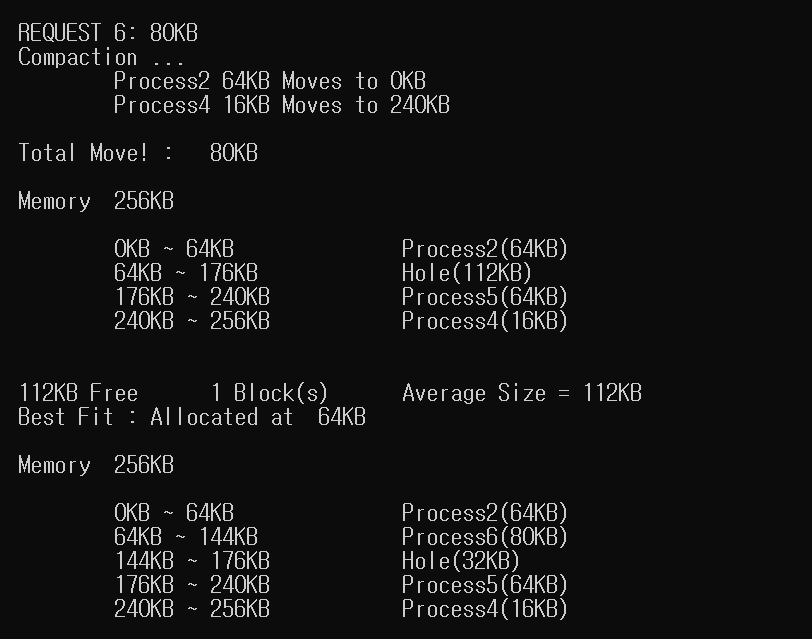 REQUEST 6: 80KB
Compaction ...
Process2 64KB Moves to 0KB
Process4 16KB Moves to 240KB
Total Move! : 80KB
Memory 256KB
0KB ~ 64KB Process2(64KB)
64KB ~ 176KB Hole(112KB)
176KB ~ 240KB Process5(64KB)
240KB ~ 256KB Process4(16KB)
112KB Free 1 Block(s) Average Size = 112KB
Best Fit : Allocated at 64KB
Memory 256KB
0KB ~ 64KB Process2(64KB)
64KB ~ 144KB Process6(80KB)
144KB ~ 176KB Hole(32KB)
176KB ~ 240KB Process5(64KB)
240KB ~ 256KB Process4(16KB)